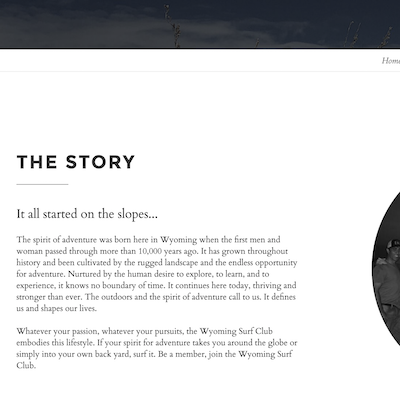 Home
THE STORY
It all started on the slopes...
The spirit of adventure was born here in Wyoming when the first men and
woman passed through more than 10,000 years ago. It has grown throughout
history and been cultivated by the rugged landscape and the endless opportunity
for adventure. Nurtured by the human desire to explore, to learn, and to
experience, it knows no boundary of time. It continues here today, thriving and
stronger than ever. The outdoors and the spirit of adventure call to us. It defines
us and shapes our lives.
Whatever your passion, whatever your pursuits, the Wyoming Surf Club
embodies this lifestyle. If your spirit for adventure takes you around the globe or
simply into your own back yard, surf it. Be a member, join the Wyoming Surf
Club.